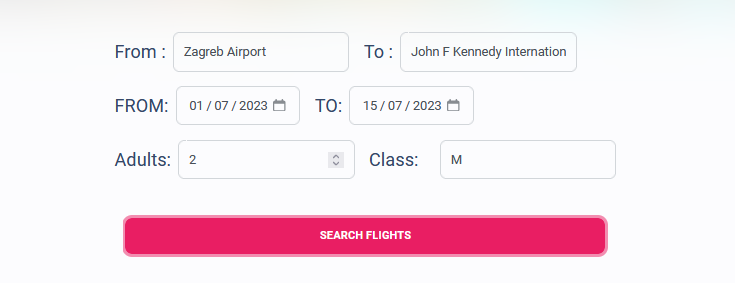 From : Zagreb Airport To : John F Kennedy Internation
FROM: 01 / 07 / 2023 TO: 15 / 07 / 2023
Adults: 2 Class: M
SEARCH FLIGHTS